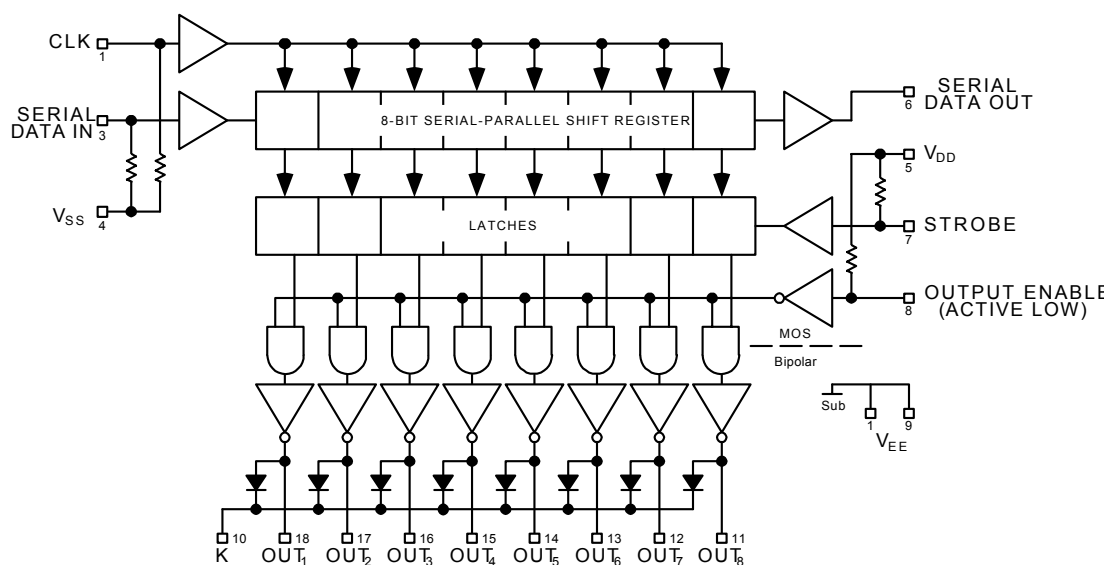 CLK
1
SERIAL
DATA IN
3
VSS
4
8-BIT SERIAL-PARALLEL SHIFT REGISTER
SERIAL
DATA OUT
6
VDD
5
LATCHES
STROBE
7
OUTPUT ENABLE
(ACTIVE LOW)
8
MOS
Bipolar
Sub
1
9
VEE
10
18
17
16
15
14
13
12
11
K
OUT1
OUT2
OUT3
OUT4
OUT5
OUT6
OUT7
OUT8